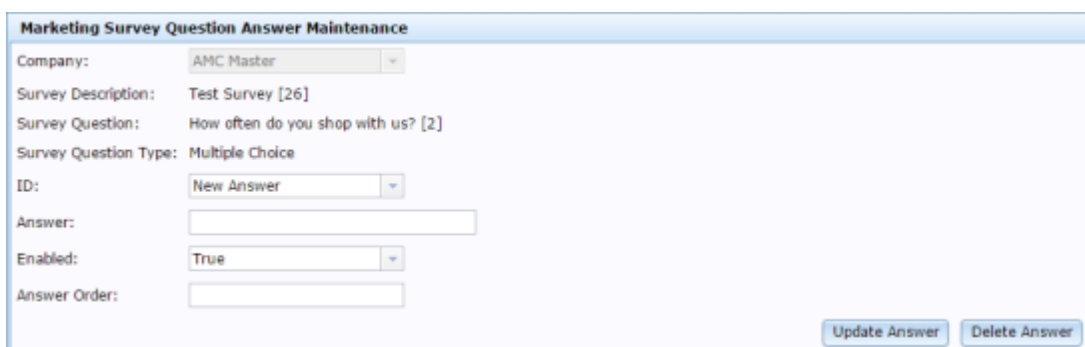 Marketing Survey Question Answer Maintenance
Company: AMC Master
Survey Description: Test Survey [26]
Survey Question: How often do you shop with us? [2]
Survey Question Type: Multiple Choice
ID: New Answer
Answer:
Enabled: True
Answer Order:
Update Answer Delete Answer